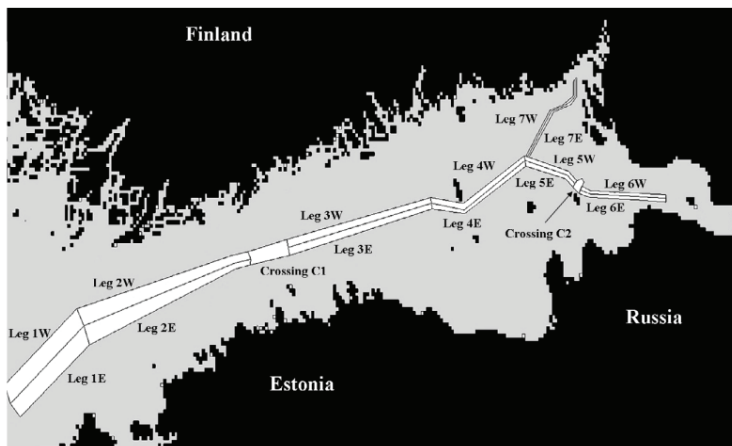 Finland
Leg 7W
Leg 7E
Leg 4W
Leg 5W
Leg 5E
Leg 6W
Leg 3W
Leg 4E
Leg 6E
Crossing C2
Leg 3E
Crossing C1
Leg 2W
Russia
Leg 2E
Leg 1W
Leg 1E
Estonia